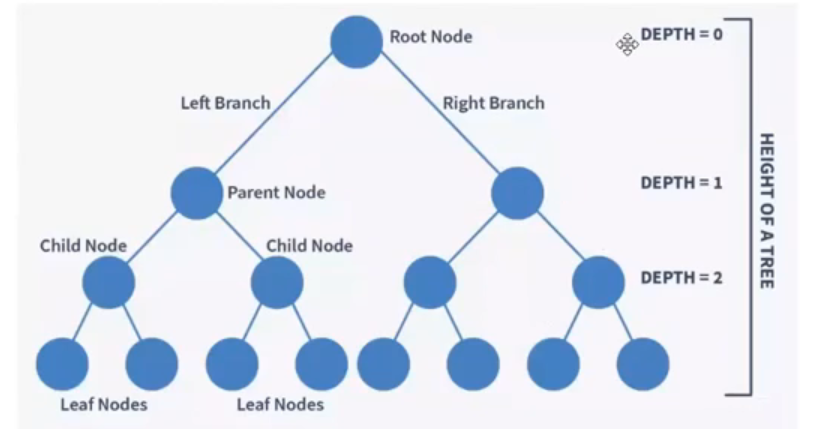 Root Node
DEPTH = 0
Left Branch
Right Branch
HEIGHT OF A TREE
Parent Node
DEPTH = 1
Child Node
Child Node
DEPTH = 2
Leaf Nodes
Leaf Nodes